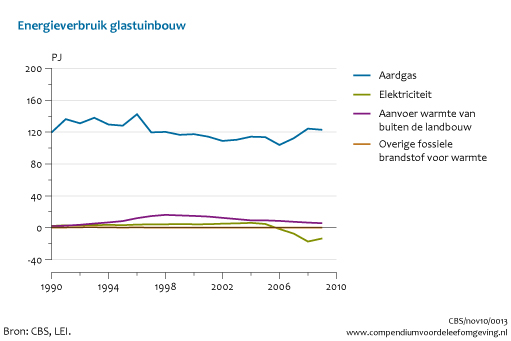 Energieverbruik glastuinbouw
PJ
200
160
120
80
40
0
-40
1990 1994 1998 2002 2006 2010
Aardgas
Elektriciteit
Aanvoer warmte van
buiten de landbouw
Overige fossiele
brandstof voor warmte
CBS/nov10/0013
Bron: CBS, LEI.
www.compendiumvoordeleefomgeving.nl